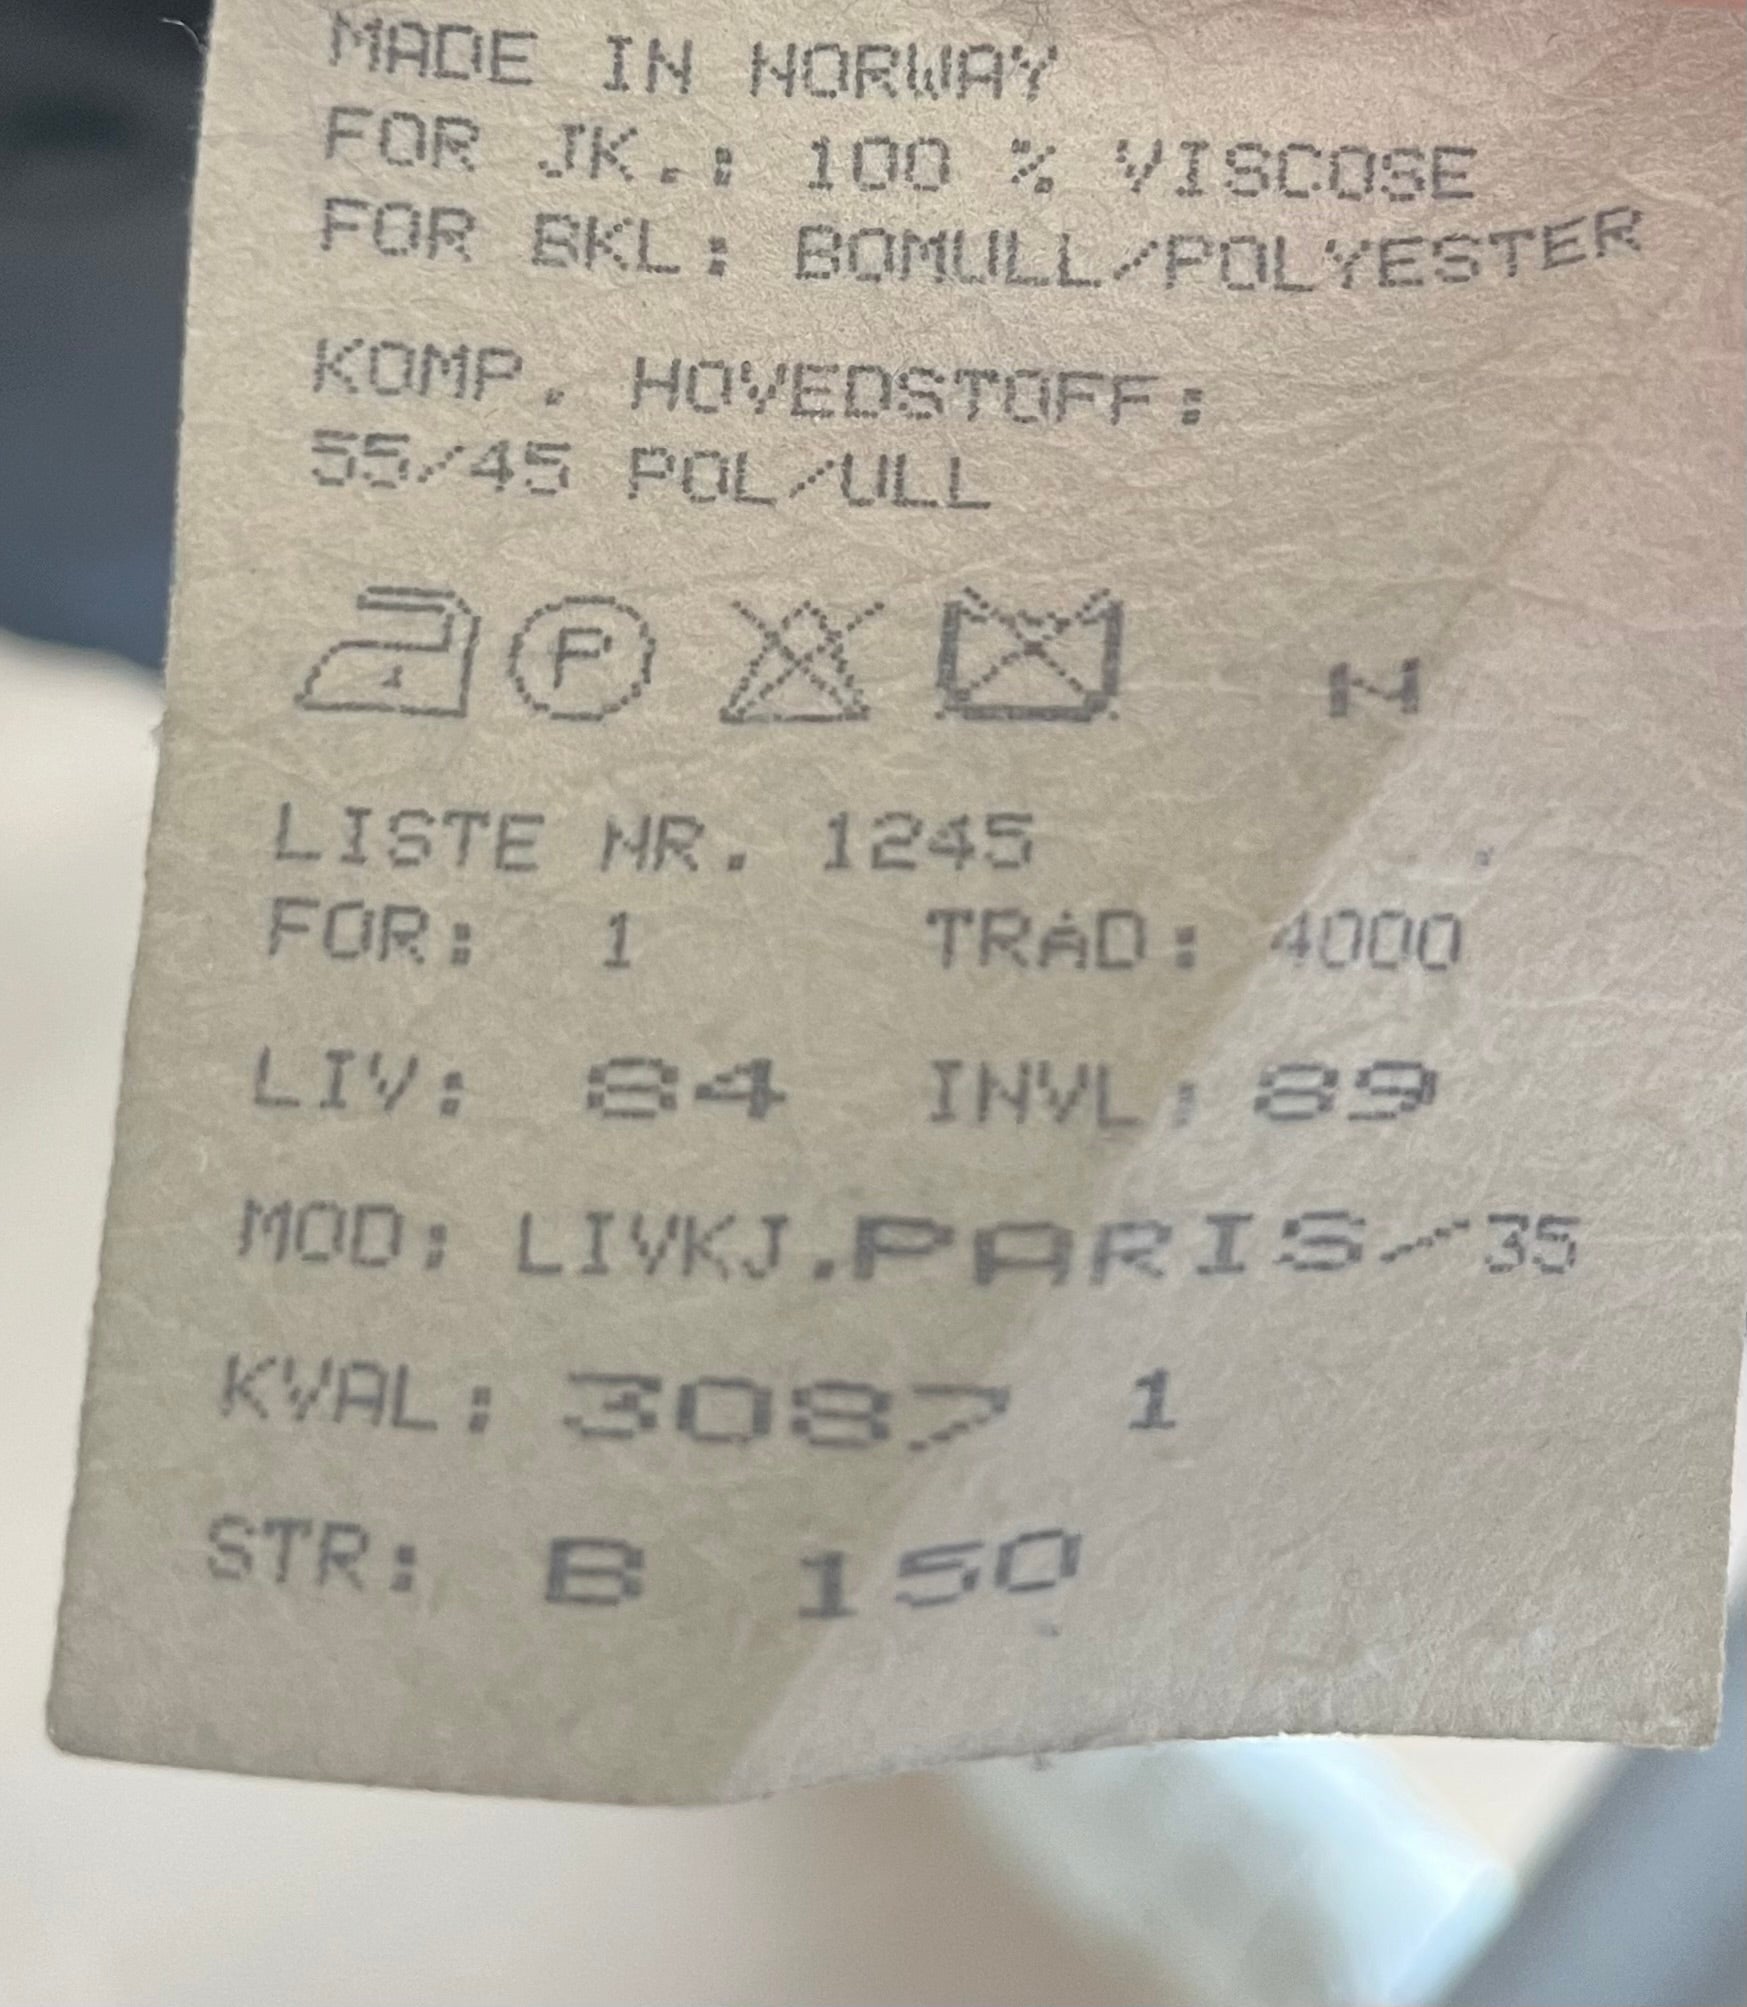 MADE IN NORWAY
FOR JK.: 100 % VISCOSE
FOR BKL: BOMULL/POLYESTER
KOMP. HOVEDSTOFF:
55/45 POL/ULL
P N
LISTE NR. 1245
FOR: 1 TRÅD: 4000
LIV: 84 INVL: 89
MOD: LIVKJ.PARIS/35
KVAL: 3087 1
STR: B 150